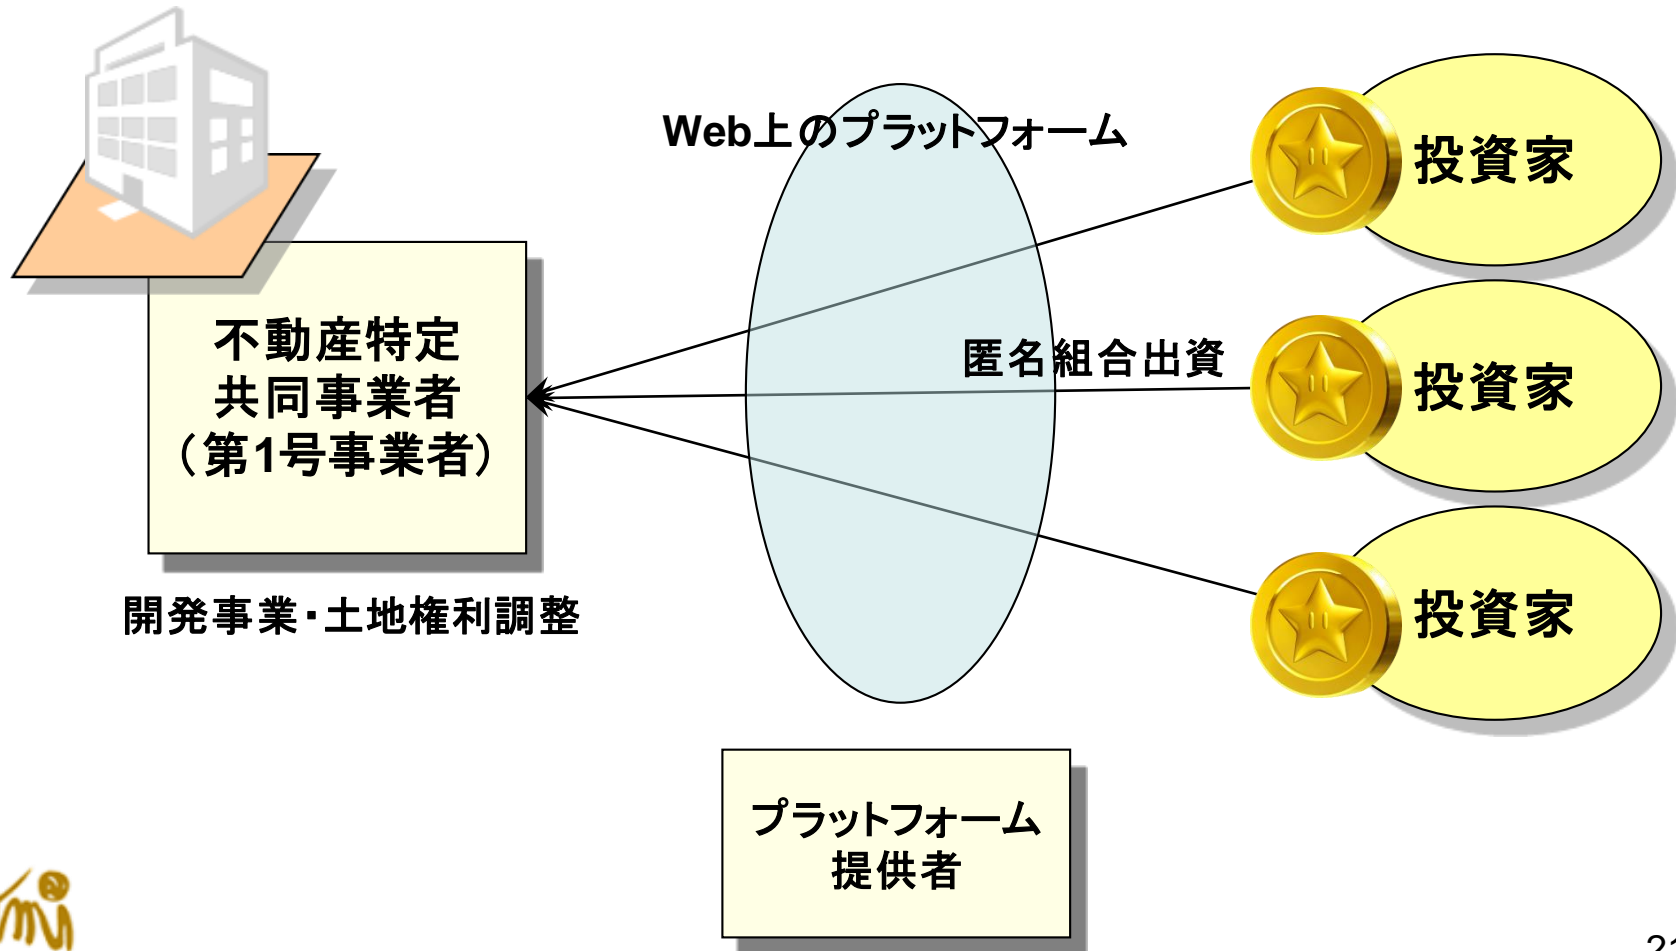 Web上のプラットフォーム
投資家
不動産特定
共同事業者
（第1号事業者）
匿名組合出資
投資家
開発事業・土地権利調整
投資家
プラットフォーム
提供者
21